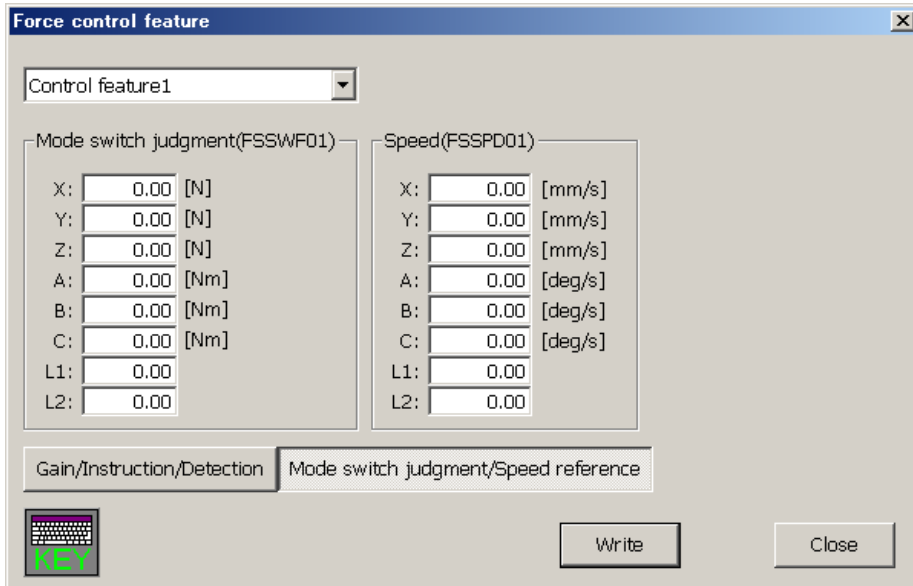 Force control feature
Control feature1
Mode switch judgment(FSSWF01) Speed(FSSPD01)
X: 0.00 [N] X: 0.00 [mm/s]
Y: 0.00 [N] Y: 0.00 [mm/s]
Z: 0.00 [N] Z: 0.00 [mm/s]
A: 0.00 [Nm] A: 0.00 [deg/s]
B: 0.00 [Nm] B: 0.00 [deg/s]
C: 0.00 [Nm] C: 0.00 [deg/s]
L1: 0.00 L1: 0.00
L2: 0.00 L2: 0.00
Gain/Instruction/Detection Mode switch judgment/Speed reference
KEY Write Close